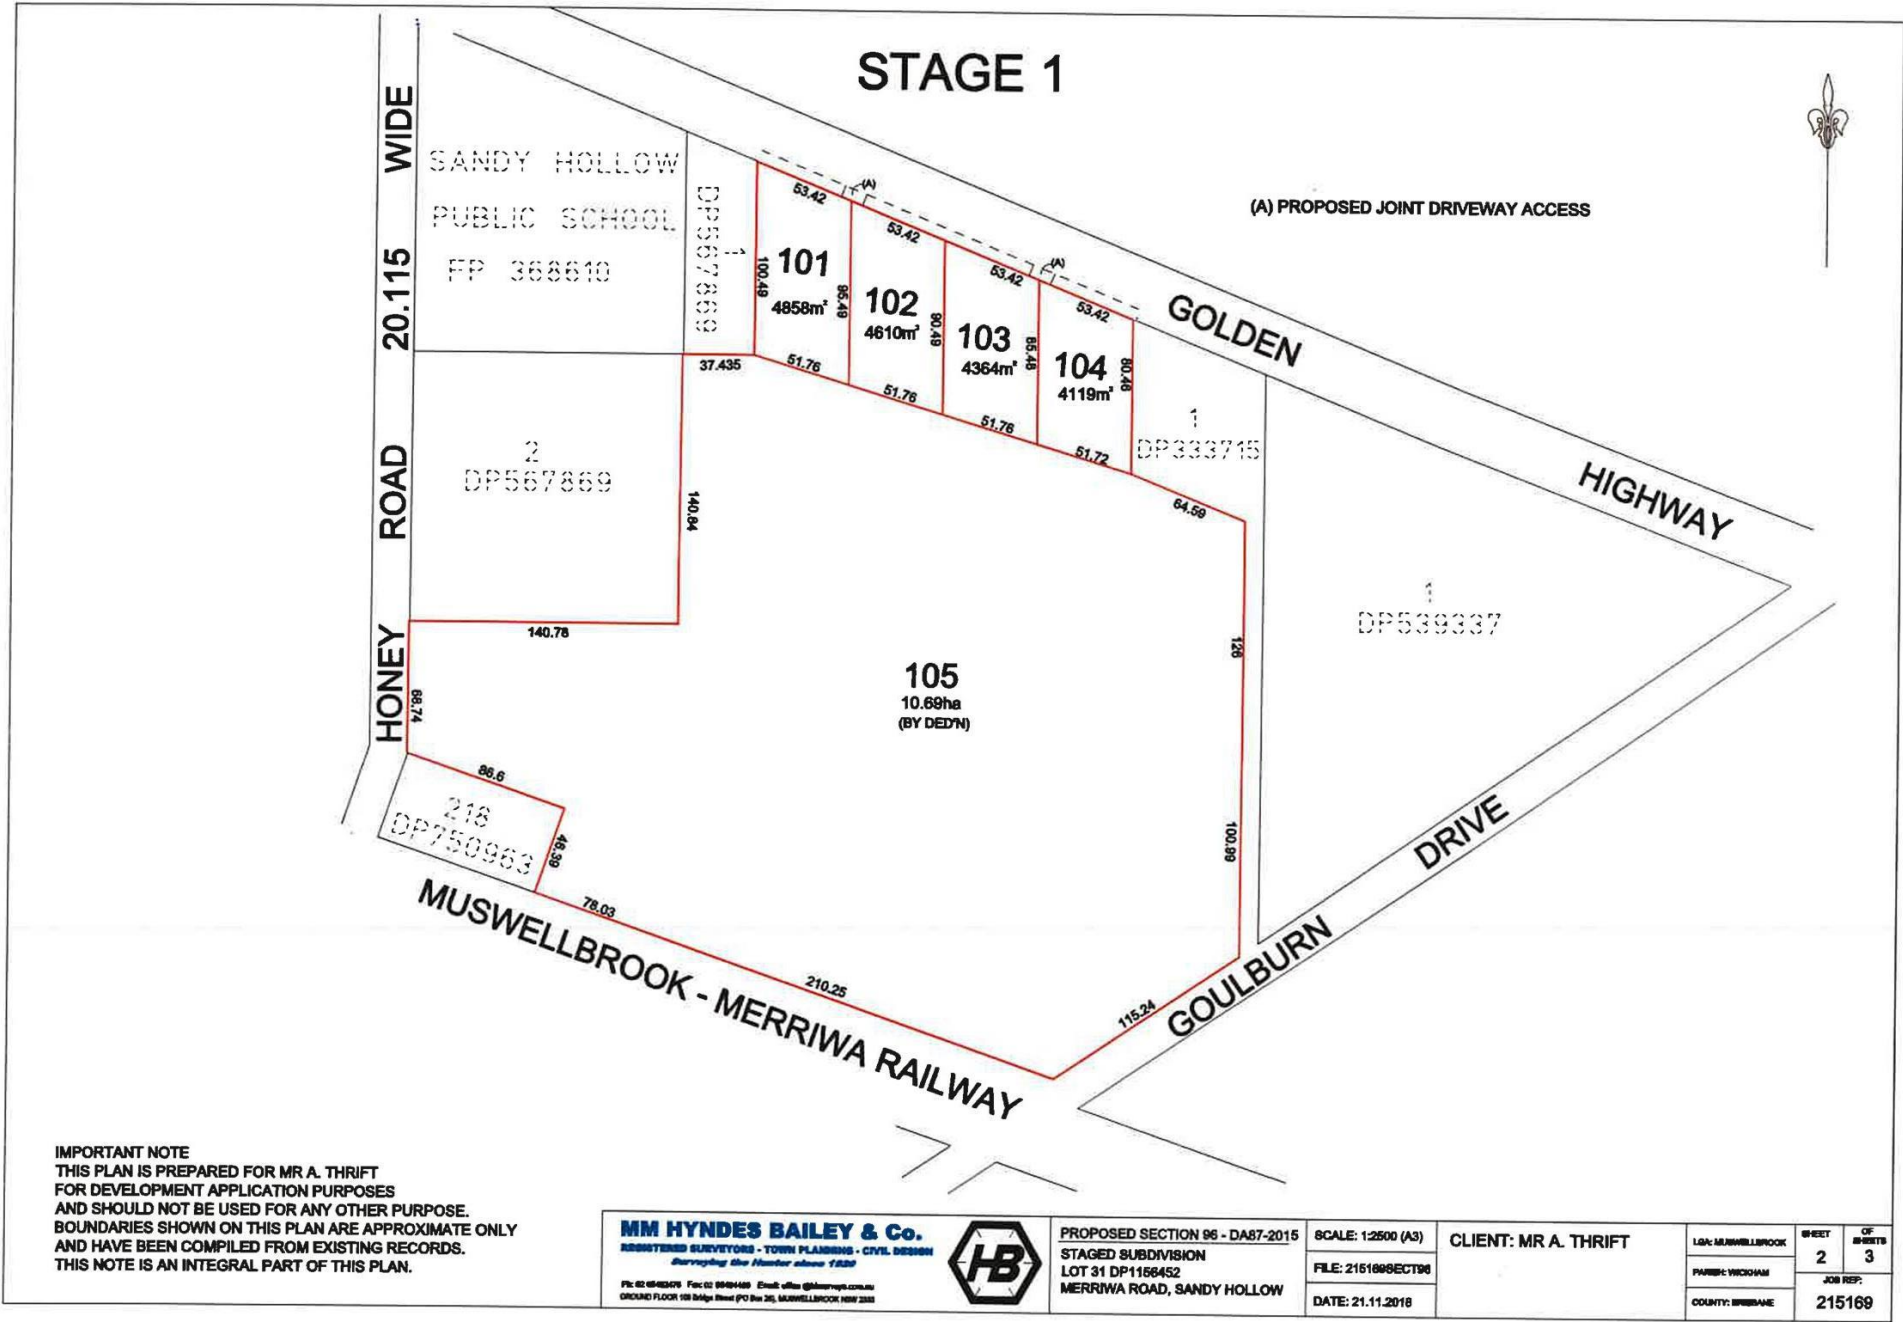 STAGE 1
HONEY ROAD 20.115 WIDE
SANDY HOLLOW
PUBLIC SCHOOL
FP 368610
1
DP597899
(A) PROPOSED JOINT DRIVEWAY ACCESS
(A)
(A)
GOLDEN HIGHWAY
53.42
53.42
53.42
53.42
101
4858m²
100.49
102
4610m²
95.49
103
4364m²
90.49
104
4119m²
85.48
80.48
37.435
51.76
51.76
51.76
51.72
64.59
1
DP333715
2
DP567869
140.84
140.78
1
DP539337
126
105
10.69ha
(BY DED'N)
68.74
86.6
218
DP750963
46.39
100.99
78.03
210.25
115.24
GOULBURN DRIVE
MUSWELLBROOK - MERRIWA RAILWAY
IMPORTANT NOTE
THIS PLAN IS PREPARED FOR MR A. THRIFT
FOR DEVELOPMENT APPLICATION PURPOSES
AND SHOULD NOT BE USED FOR ANY OTHER PURPOSE.
BOUNDARIES SHOWN ON THIS PLAN ARE APPROXIMATE ONLY
AND HAVE BEEN COMPILED FROM EXISTING RECORDS.
THIS NOTE IS AN INTEGRAL PART OF THIS PLAN.
MM HYNDES BAILEY & Co.
REGISTERED SURVEYORS - TOWN PLANNING - CIVIL DESIGN
Surveying the Hunter since
HB
PROPOSED SECTION 96 - DA87-2015
STAGED SUBDIVISION
LOT 31 DP1156452
MERRIWA ROAD, SANDY HOLLOW
SCALE: 1:2500 (A3)
FILE: 215169SECT96
DATE: 21.11.2016
CLIENT: MR A. THRIFT
LGA: MUSWELLBROOK
PARISH: WICKHAM
COUNTY: BRISBANE
SHEET
2
OF
SHEETS
3
JOB REF:
215169